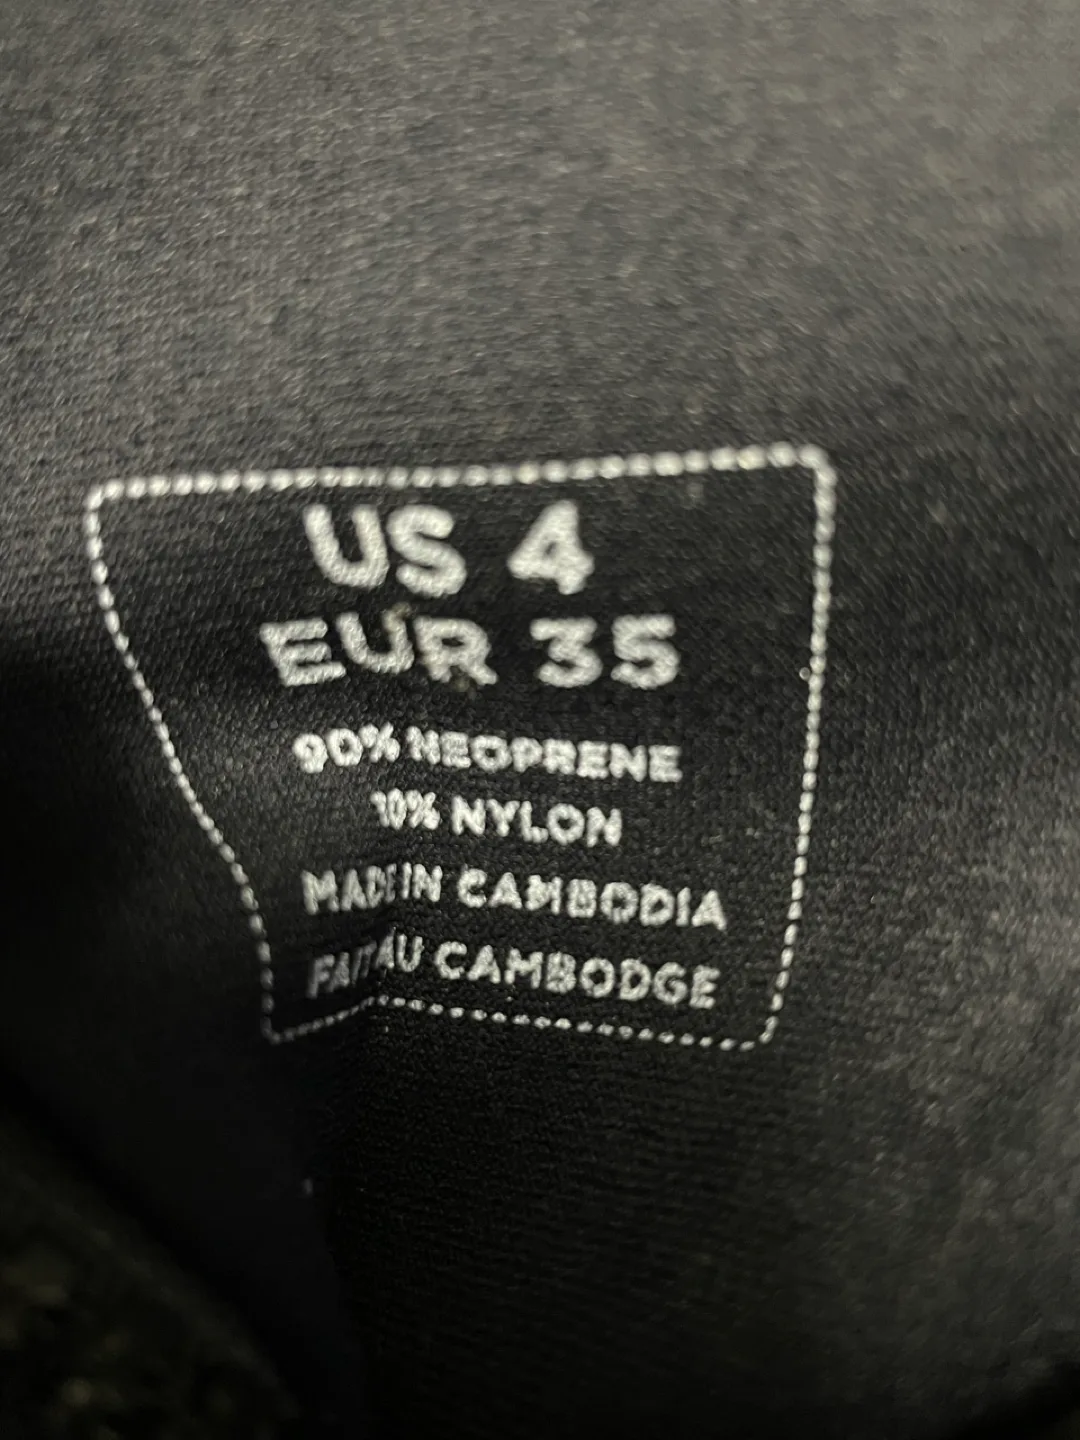 US 4
EUR 35
90% NEOPRENE
10% NYLON
MADE IN CAMBODIA
FAIT AU CAMBODGE